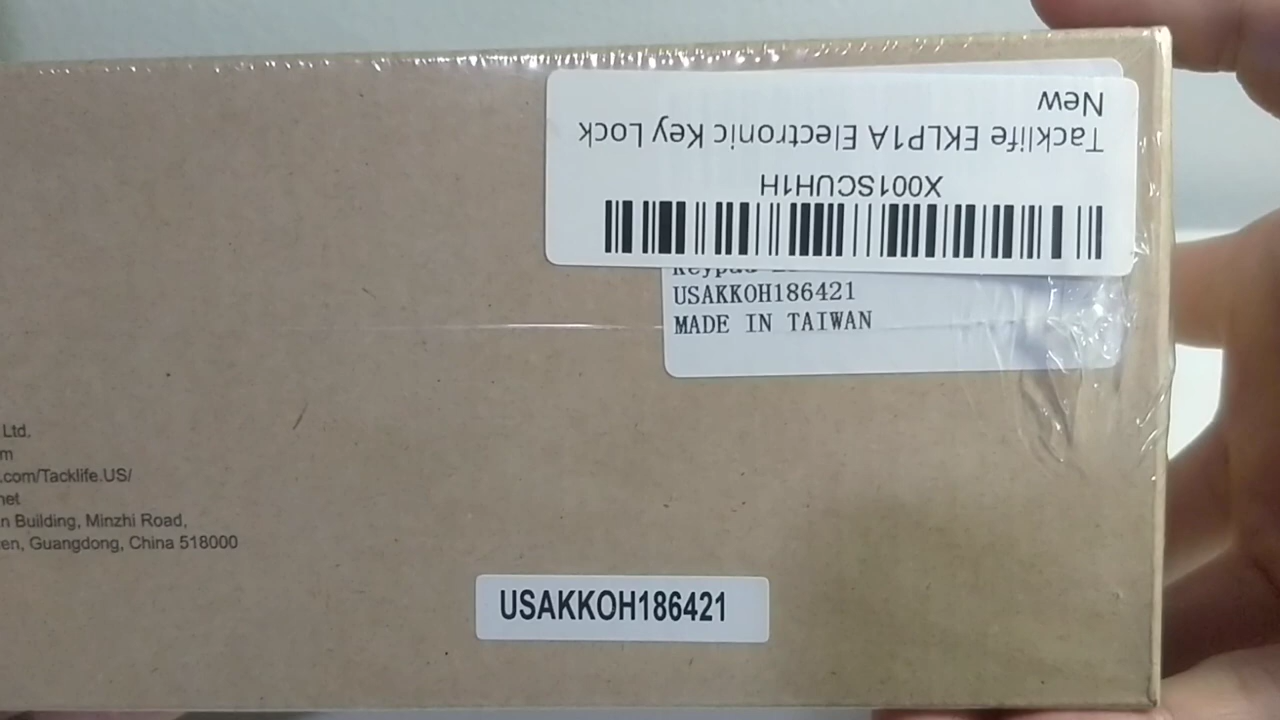 New
Tacklife EKLP1A Electronic Key Lock
X001SCUH1H
USAKKOH186421
MADE IN TAIWAN
Ltd.
m
.com/Tacklife.US/
net
n Building, Minzhi Road,
en, Guangdong, China 518000
USAKKOH186421